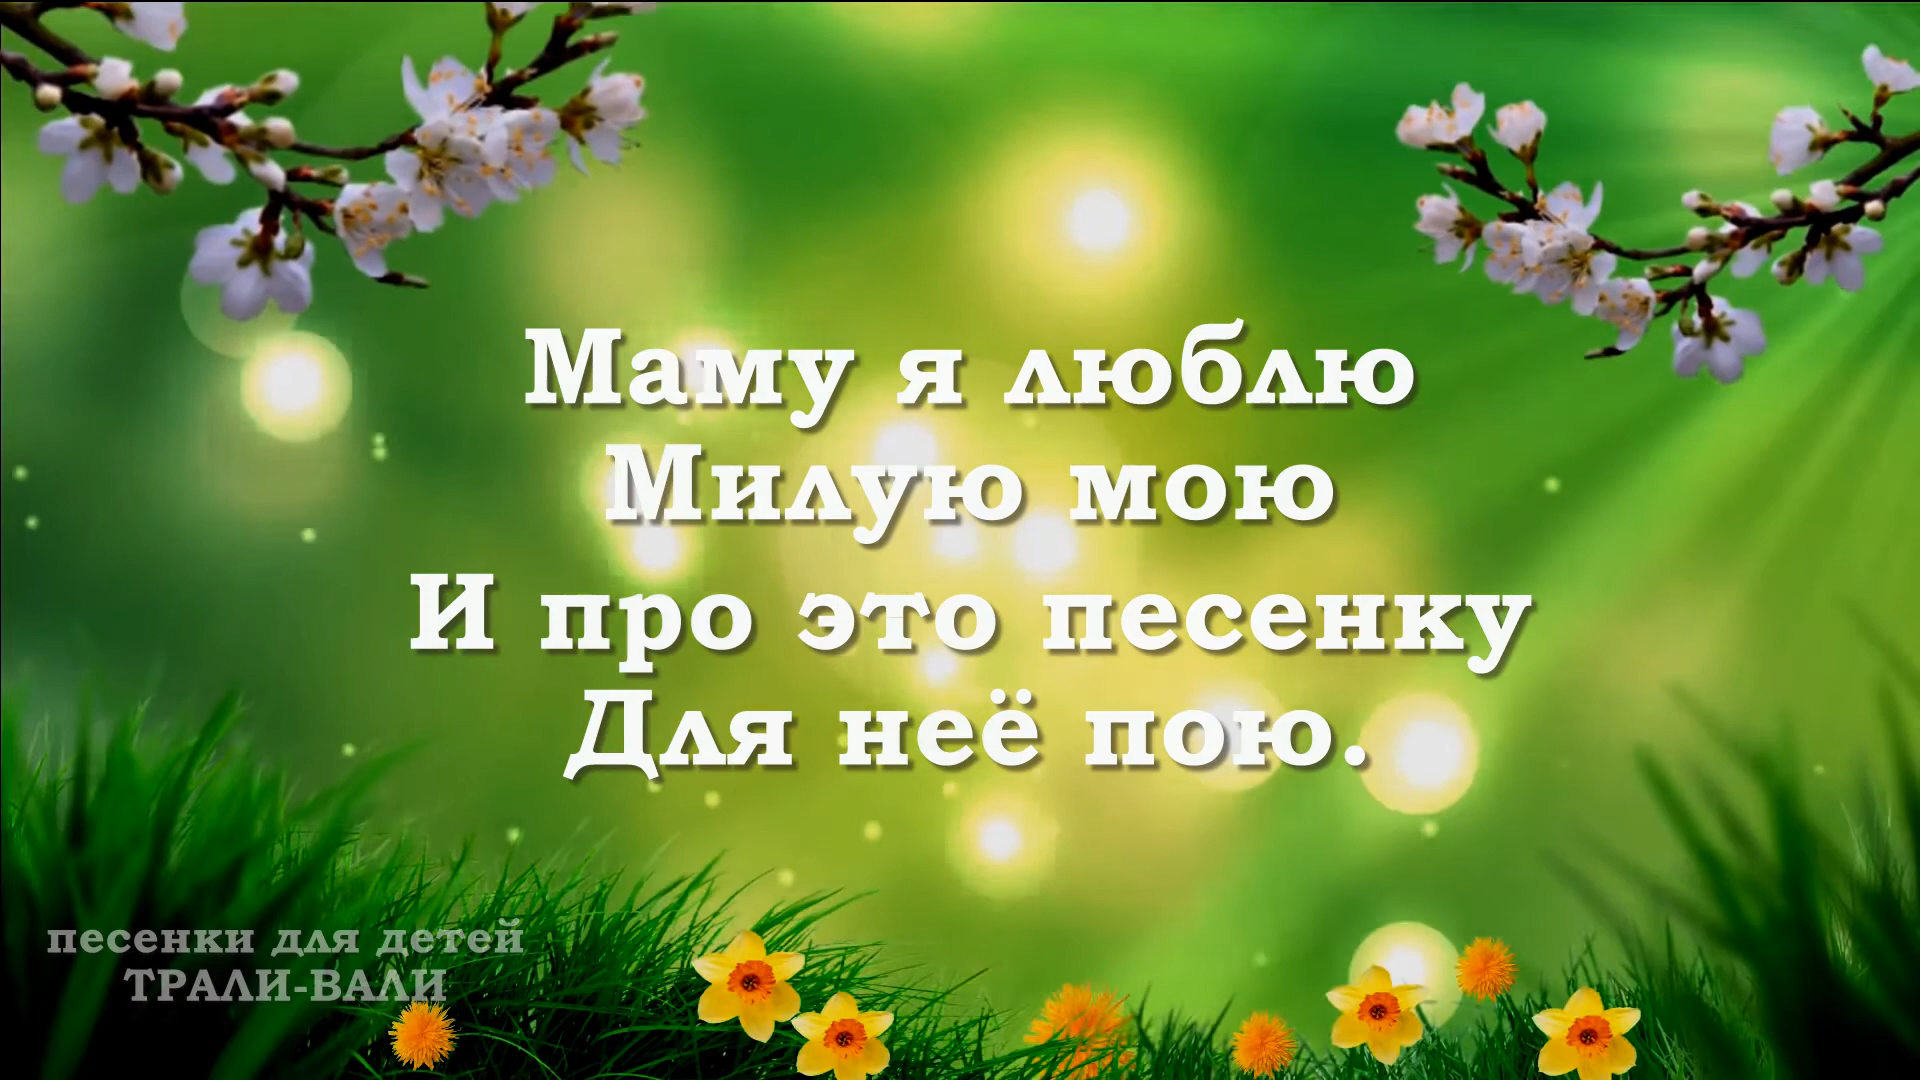 Маму я люблю
Милую мою
И про это песенку
Для неё пою.
песенки для детей
ТРАЛИ-ВАЛИ